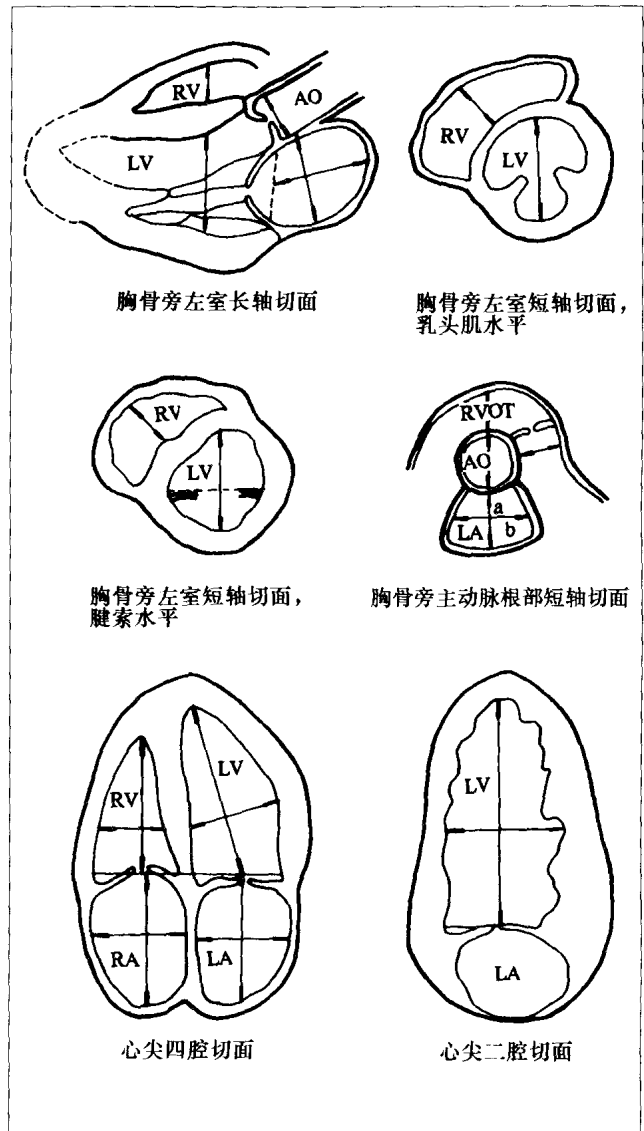 RV
AO
LV
RV
LV
胸骨旁左室长轴切面
胸骨旁左室短轴切面，
乳头肌水平
RV
LV
RVOT
AO
a
LA
b
胸骨旁左室短轴切面，
腱索水平
胸骨旁主动脉根部短轴切面
RV
LV
RA
LA
LV
LA
心尖四腔切面
心尖二腔切面